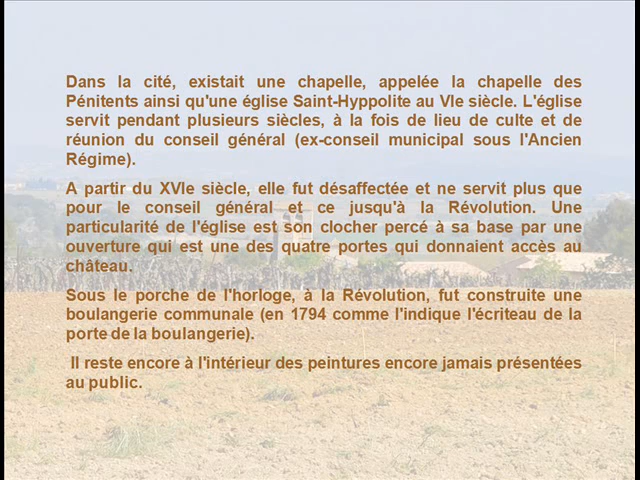 Dans la cité, existait une chapelle, appelée la chapelle des
Pénitents ainsi qu'une église Saint-Hyppolite au VIe siècle. L'église
servit pendant plusieurs siècles, à la fois de lieu de culte et de
réunion du conseil général (ex-conseil municipal sous l'Ancien
Régime).
A partir du XVIe siècle, elle fut désaffectée et ne servit plus que
pour le conseil général et ce jusqu'à la Révolution. Une
particularité de l'église est son clocher percé à sa base par une
ouverture qui est une des quatre portes qui donnaient accès au
château.
Sous le porche de l'horloge, à la Révolution, fut construite une
boulangerie communale (en 1794 comme l'indique l'écriteau de la
porte de la boulangerie).
Il reste encore à l'intérieur des peintures encore jamais présentées
au public.